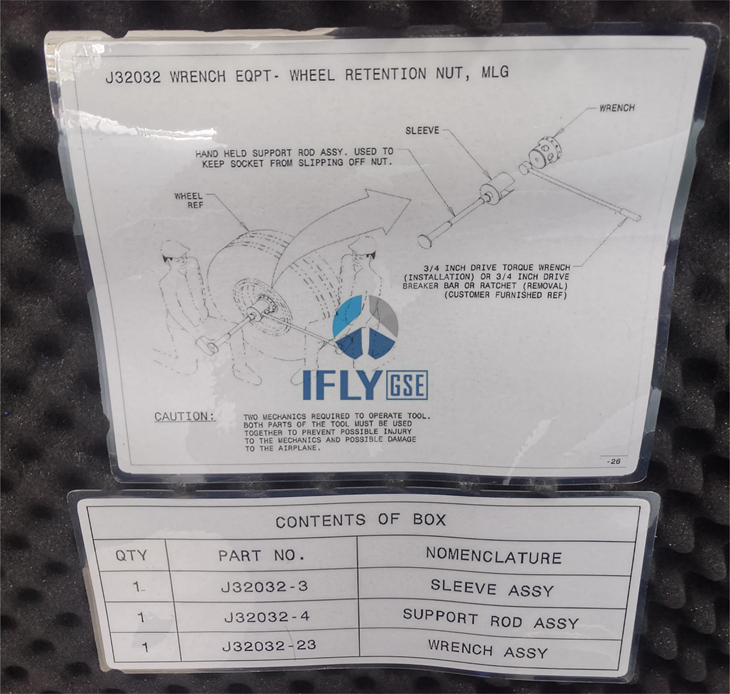 J32032 WRENCH EQPT- WHEEL RETENTION NUT, MLG
WRENCH
SLEEVE
HAND HELD SUPPORT ROD ASSY. USED TO
KEEP SOCKET FROM SLIPPING OFF NUT.
WHEEL
REF
3/4 INCH DRIVE TORQUE WRENCH
(INSTALLATION) OR 3/4 INCH DRIVE
BREAKER BAR OR RATCHET (REMOVAL)
(CUSTOMER FURNISHED REF)
IFLY GSE
CAUTION: TWO MECHANICS REQUIRED TO OPERATE TOOL.
BOTH PARTS OF THE TOOL MUST BE USED
TOGETHER TO PREVENT POSSIBLE INJURY
TO THE MECHANICS AND POSSIBLE DAMAGE
TO THE AIRPLANE.
-26
CONTENTS OF BOX
QTY PART NO. NOMENCLATURE
1 J32032-3 SLEEVE ASSY
1 J32032-4 SUPPORT ROD ASSY
1 J32032-23 WRENCH ASSY